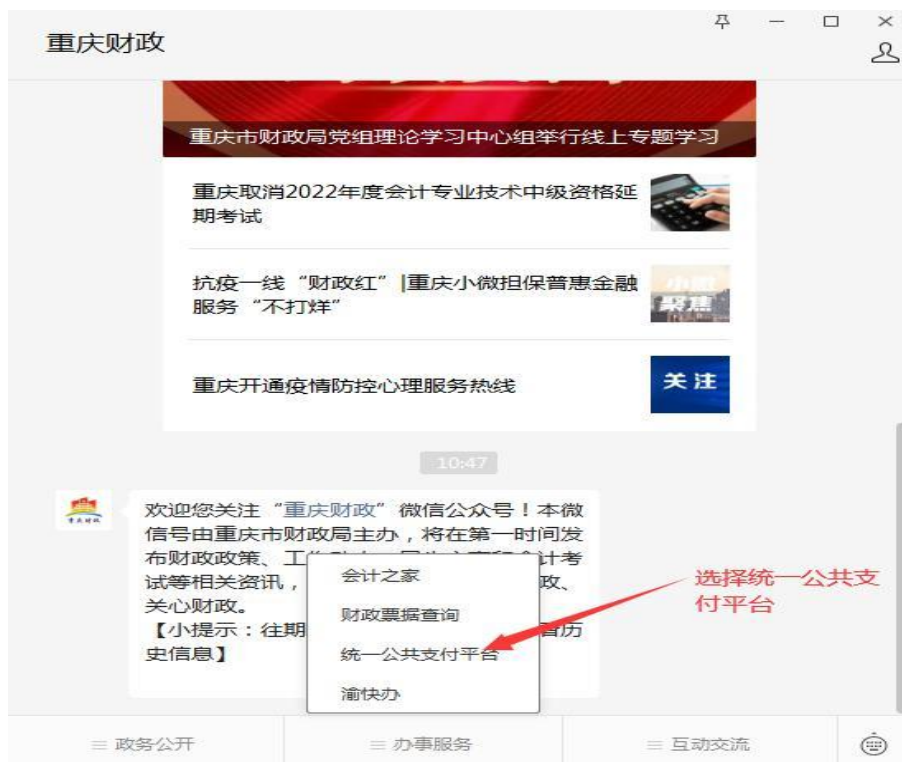 重庆财政
重庆市财政局党组理论学习中心组举行线上专题学习
重庆取消2022年度会计专业技术中级资格延
期考试
抗疫一线“财政红”|重庆小微担保普惠金融
服务“不打烊”
聚焦
重庆开通疫情防控心理服务热线
关注
10:47
重庆财政
欢迎您关注“重庆财政”微信公众号！本微
信号由重庆市财政局主办，将在第一时间发
布财政政策、
会计考
试等相关资讯，
政、
关心财政。
【小提示：往期
史信息】
会计之家
财政票据查询
统一公共支付平台
渝快办
选择统一公共支
付平台
政务公开
办事服务
互动交流